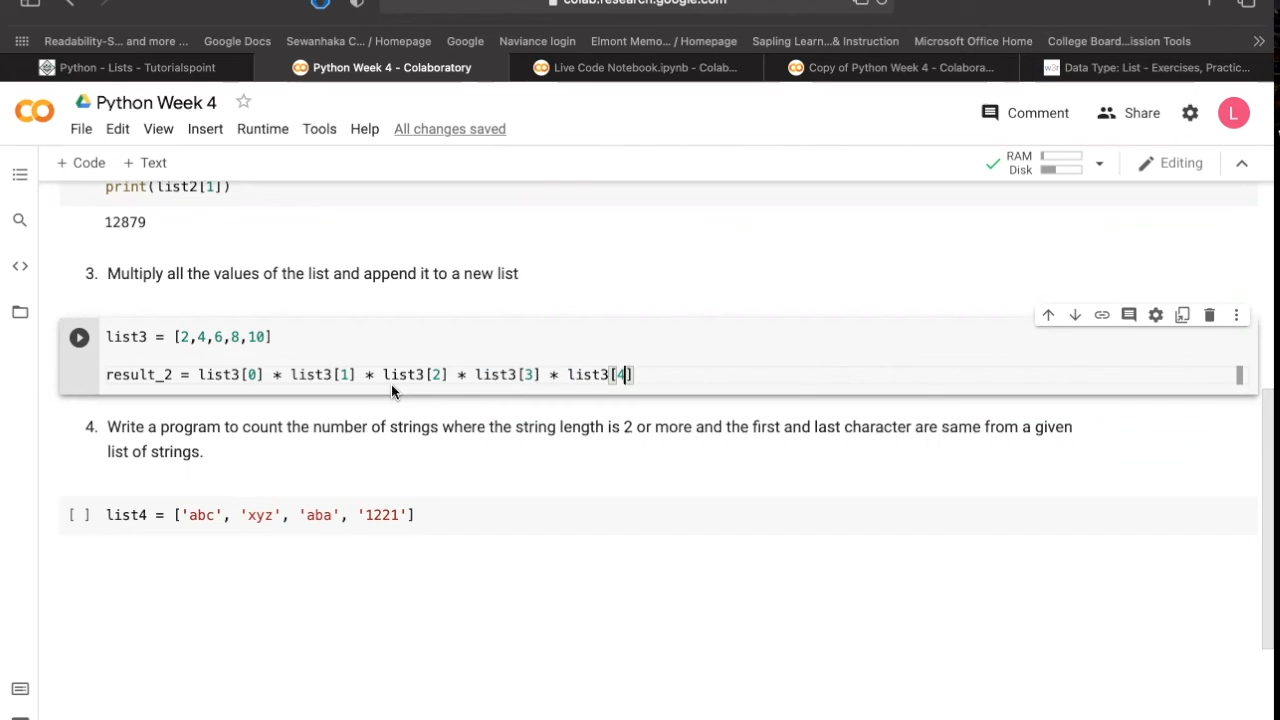 colab.research.google.com
Readability-S... and more ... Google Docs Sewanhaka C... / Homepage Google Naviance login Elmont Memo... / Homepage Sapling Learn...& Instruction Microsoft Office Home College Board...ission Tools
Python - Lists - Tutorialspoint Python Week 4 - Colaboratory Live Code Notebook.ipynb - Colab... Copy of Python Week 4 - Colabora... w3r Data Type: List - Exercises, Practic...
CO Python Week 4
Comment Share L
File Edit View Insert Runtime Tools Help All changes saved
+ Code + Text RAM Disk Editing
print(list2[1])
12879
3. Multiply all the values of the list and append it to a new list
list3 = [2,4,6,8,10]
result_2 = list3[0] * list3[1] * list3[2] * list3[3] * list3[4]
4. Write a program to count the number of strings where the string length is 2 or more and the first and last character are same from a given
list of strings.
[ ] list4 = ['abc', 'xyz', 'aba', '1221']